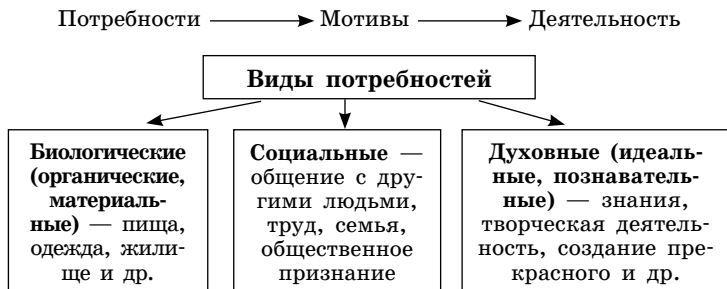 Потребности Мотивы Деятельность
Виды потребностей
Биологические
(органические,
материаль-
ные) — пища,
одежда, жили-
ще и др.
Социальные —
общение с дру-
гими людьми,
труд, семья,
общественное
признание
Духовные (идеаль-
ные, познаватель-
ные) — знания,
творческая деятель-
ность, создание пре-
красного и др.